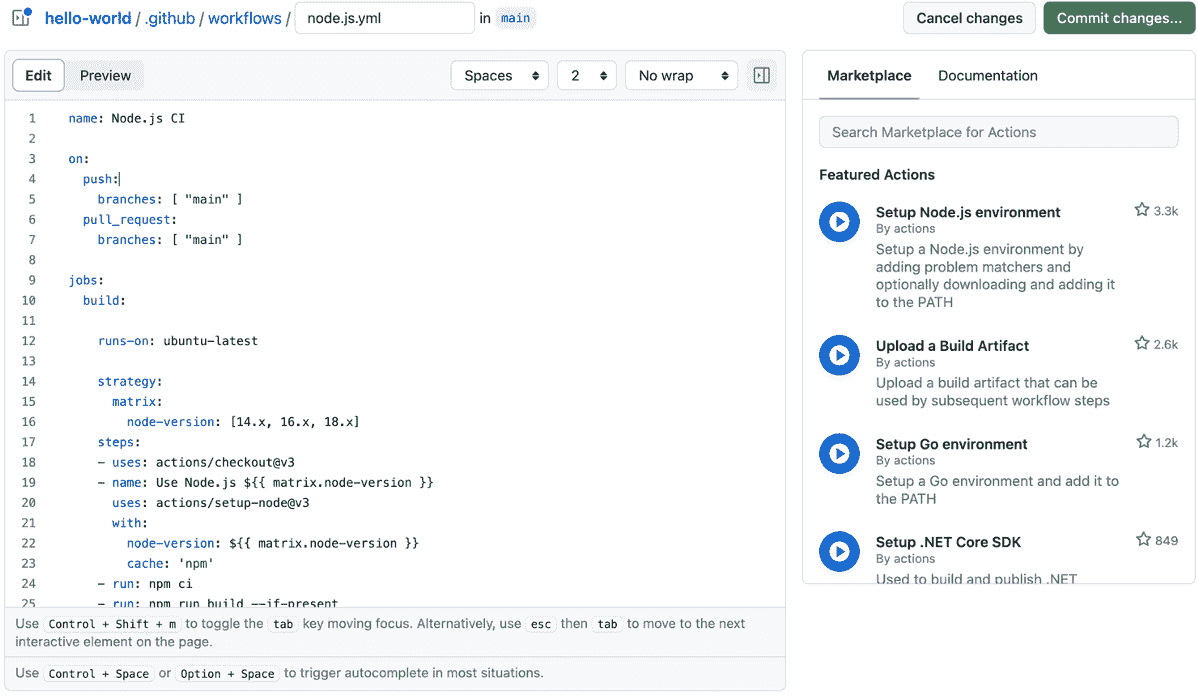 hello-world / .github / workflows / node.js.yml in main
Cancel changes Commit changes...
Edit Preview Spaces 2 No wrap
1 name: Node.js CI
2
3 on:
4   push:
5     branches: [ "main" ]
6   pull_request:
7     branches: [ "main" ]
8
9 jobs:
10   build:
11
12     runs-on: ubuntu-latest
13
14     strategy:
15       matrix:
16         node-version: [14.x, 16.x, 18.x]
17     steps:
18     - uses: actions/checkout@v3
19     - name: Use Node.js ${{ matrix.node-version }}
20       uses: actions/setup-node@v3
21       with:
22         node-version: ${{ matrix.node-version }}
23         cache: 'npm'
24     - run: npm ci
25     - run: npm run build --if-present
Use Control + Shift + m to toggle the tab key moving focus. Alternatively, use esc then tab to move to the next
interactive element on the page.
Use Control + Space or Option + Space to trigger autocomplete in most situations.
Marketplace Documentation
Search Marketplace for Actions
Featured Actions
Setup Node.js environment 3.3k
By actions
Setup a Node.js environment by
adding problem matchers and
optionally downloading and adding it
to the PATH
Upload a Build Artifact 2.6k
By actions
Upload a build artifact that can be
used by subsequent workflow steps
Setup Go environment 1.2k
By actions
Setup a Go environment and add it to
the PATH
Setup .NET Core SDK 849
By actions
Used to build and publish .NET